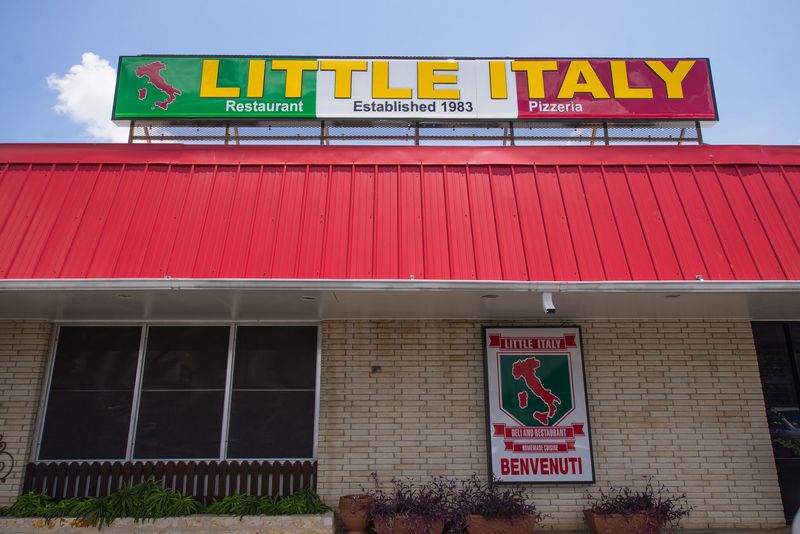 LITTLE ITALY
Restaurant Established 1983 Pizzeria
LITTLE ITALY
DELI AND RESTAURANT
HOMEMADE CUISINE
BENVENUTI